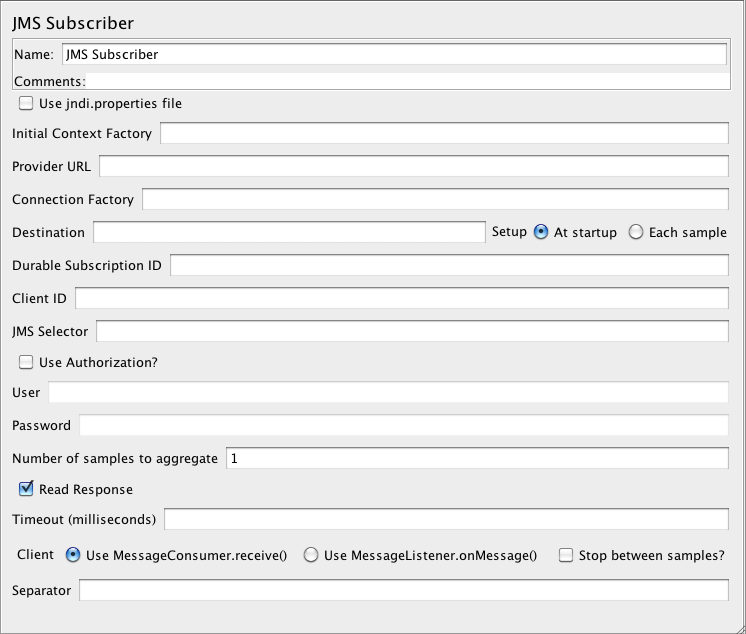 JMS Subscriber
Name: JMS Subscriber
Comments:
Use jndi.properties file
Initial Context Factory
Provider URL
Connection Factory
Destination Setup At startup Each sample
Durable Subscription ID
Client ID
JMS Selector
Use Authorization?
User
Password
Number of samples to aggregate 1
Read Response
Timeout (milliseconds)
Client Use MessageConsumer.receive() Use MessageListener.onMessage() Stop between samples?
Separator